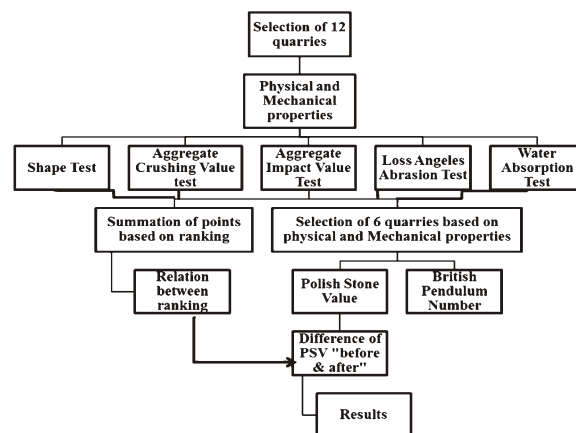 Selection of 12
quarries
Physical and
Mechanical
properties
Shape Test
Aggregate
Crushing Value
test
Aggregate
Impact Value
Test
Loss Angeles
Abrasion Test
Water
Absorption
Test
Summation of points
based on ranking
Selection of 6 quarries based on
physical and Mechanical properties
Relation
between
ranking
Polish Stone
Value
British
Pendulum
Number
Difference of
PSV "before
& after"
Results